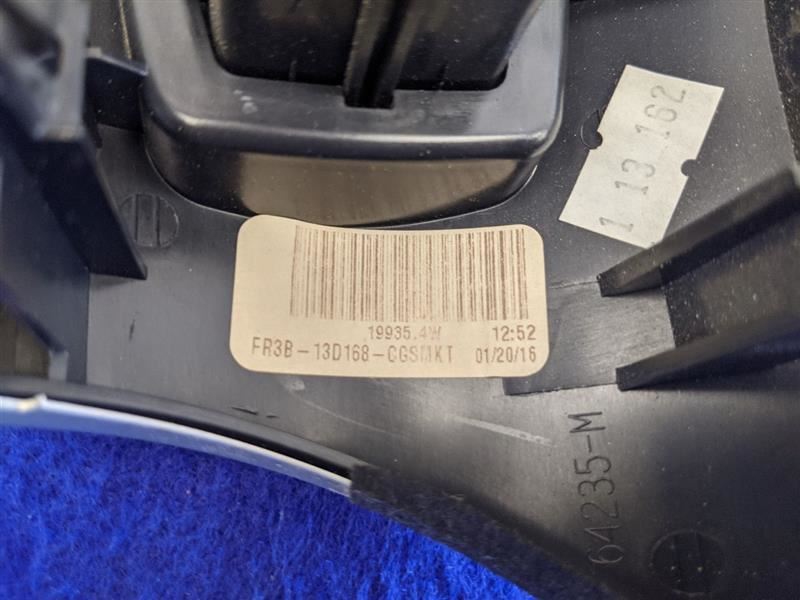 1 13 162
19935.4W 12:52
FR3B-13D168-CGSMKT 01/20/16
64235-M